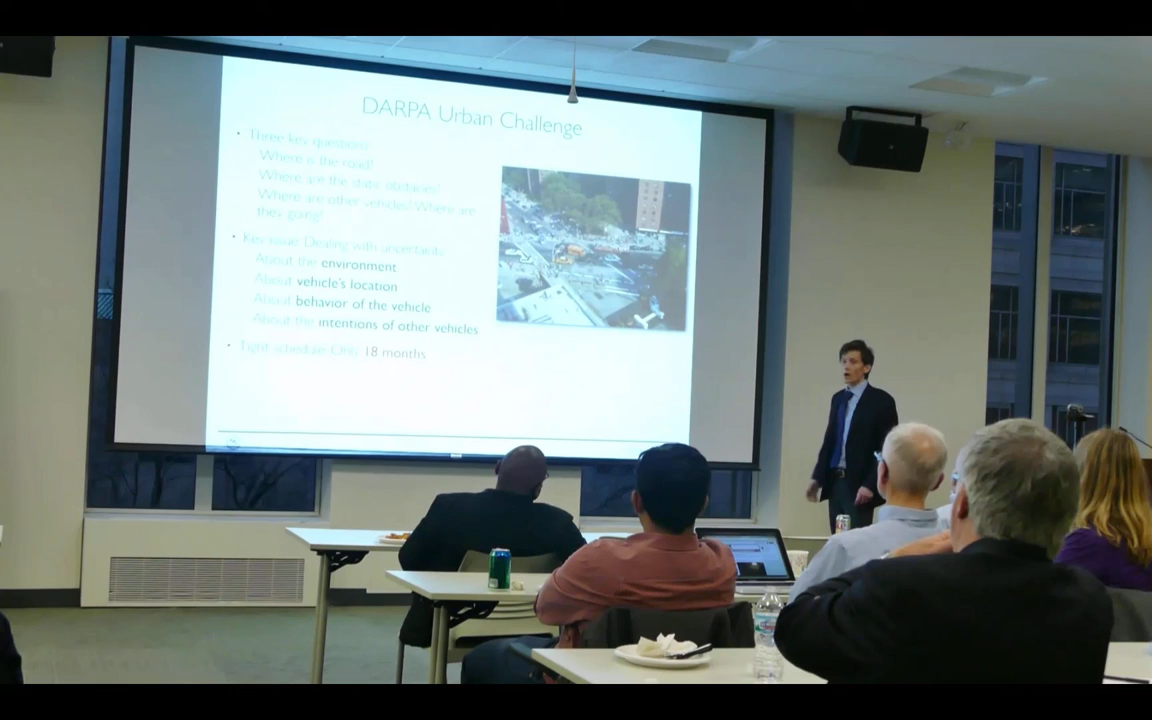 DARPA Urban Challenge
• Three key questions:
Where is the road?
Where are the static obstacles?
Where are other vehicles? Where are
they going?
• Key issue: Dealing with uncertainty
About the environment
About vehicle's location
About behavior of the vehicle
About the intentions of other vehicles
• Tight schedule: Only 18 months